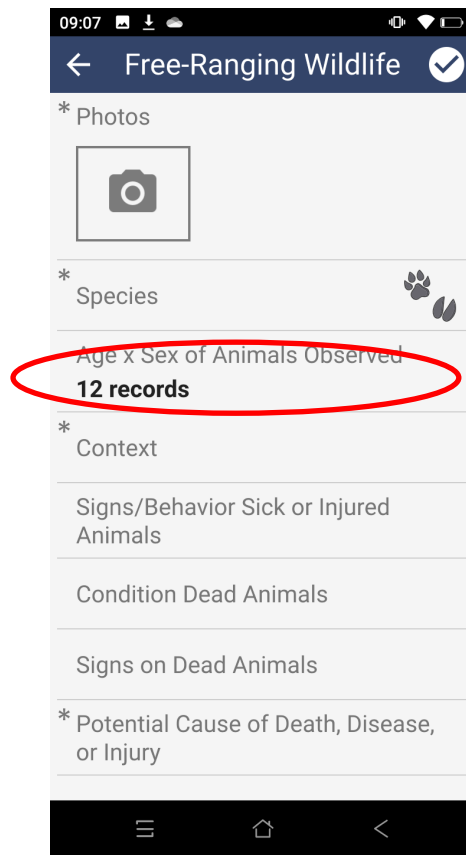 09:07
Free-Ranging Wildlife
* Photos
*
Species
Age x Sex of Animals Observed
12 records
*
Context
Signs/Behavior Sick or Injured
Animals
Condition Dead Animals
Signs on Dead Animals
* Potential Cause of Death, Disease,
or Injury